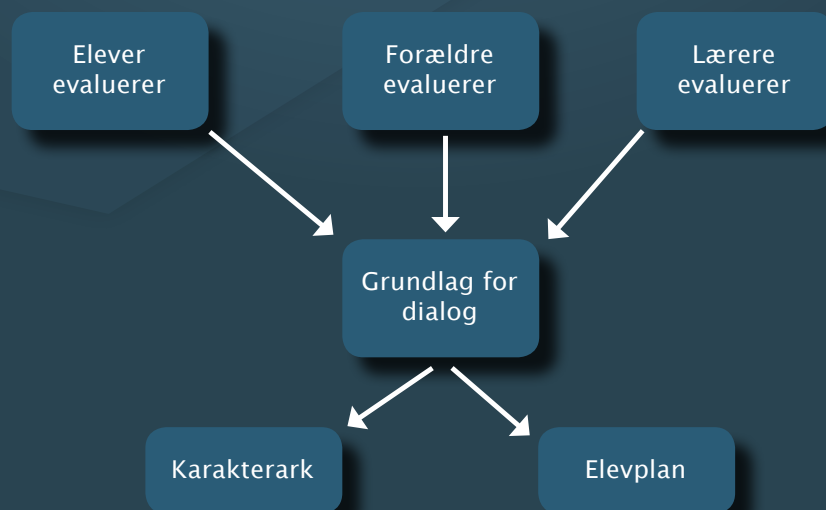 Elever
evaluerer
Forældre
evaluerer
Lærere
evaluerer
Grundlag for
dialog
Karakterark
Elevplan